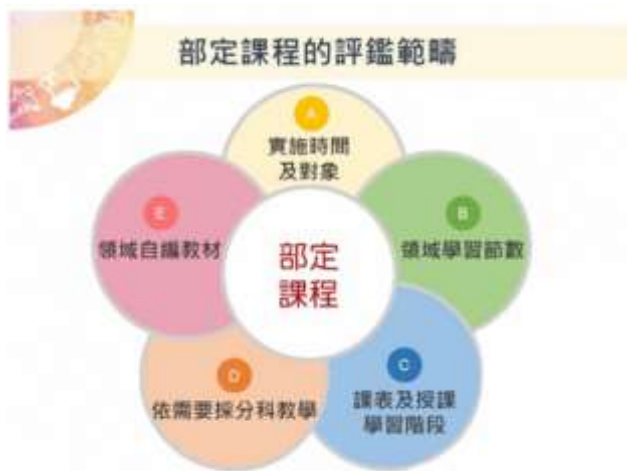 部定課程的評鑑範疇
A
實施時間
及對象
B
領域學習節數
C
課表及授課
學習階段
D
依需要採分科教學
E
領域自編教材
部定
課程